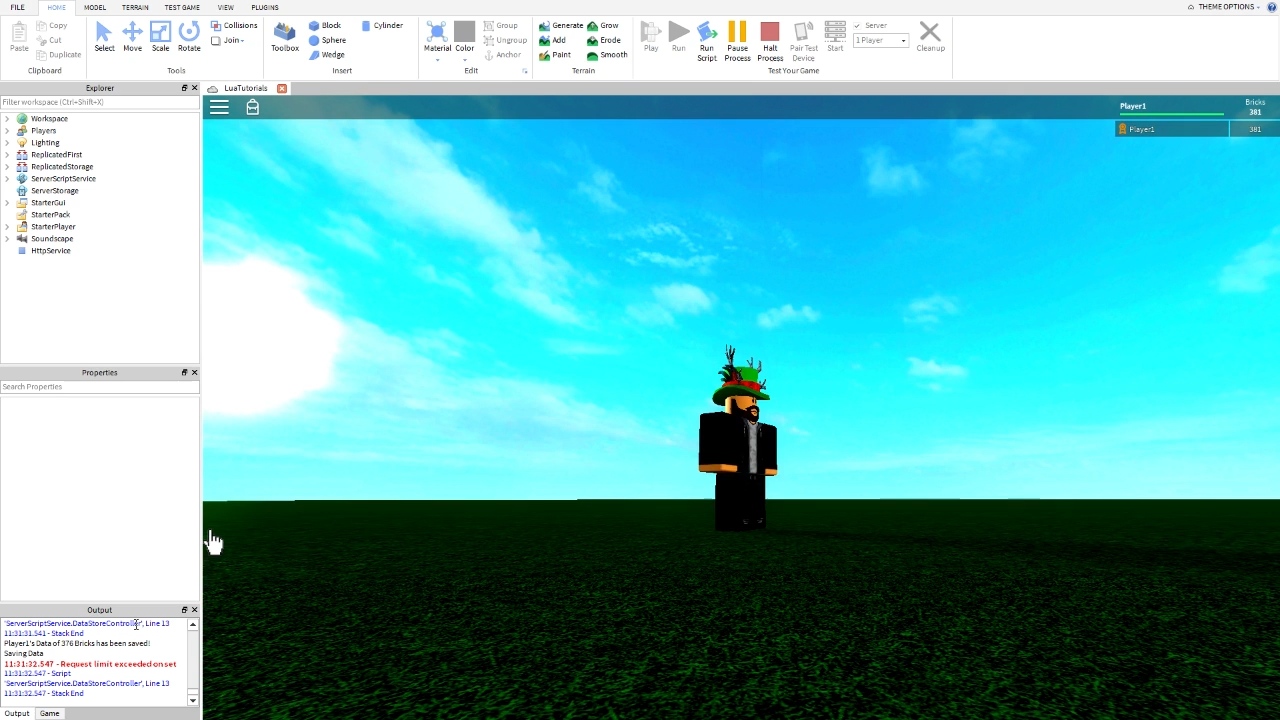 FILE HOME MODEL TERRAIN TEST GAME VIEW PLUGINS THEME OPTIONS
Paste Copy Cut Duplicate
Clipboard
Select Move Scale Rotate Collisions Join
Tools
Toolbox Block Sphere Wedge Cylinder
Insert
Material Color Group Ungroup Anchor
Edit
Generate Add Paint Grow Erode Smooth
Terrain
Play Run Run Script Pause Process Halt Process Pair Test Device Start Server 1 Player Cleanup
Test Your Game
Explorer
Filter workspace (Ctrl+Shift+X)
Workspace
Players
Lighting
ReplicatedFirst
ReplicatedStorage
ServerScriptService
ServerStorage
StarterGui
StarterPack
StarterPlayer
Soundscape
HttpService
Properties
Search Properties
Output
'ServerScriptService.DataStoreController', Line 13
11:31:31.541 - Stack End
Player1's Data of 376 Bricks has been saved!
Saving Data
11:31:32.547 - Request limit exceeded on set
11:31:32.547 - Script
'ServerScriptService.DataStoreController', Line 13
11:31:32.547 - Stack End
Output Game
LuaTutorials
Player1 Bricks
381
Player1 381